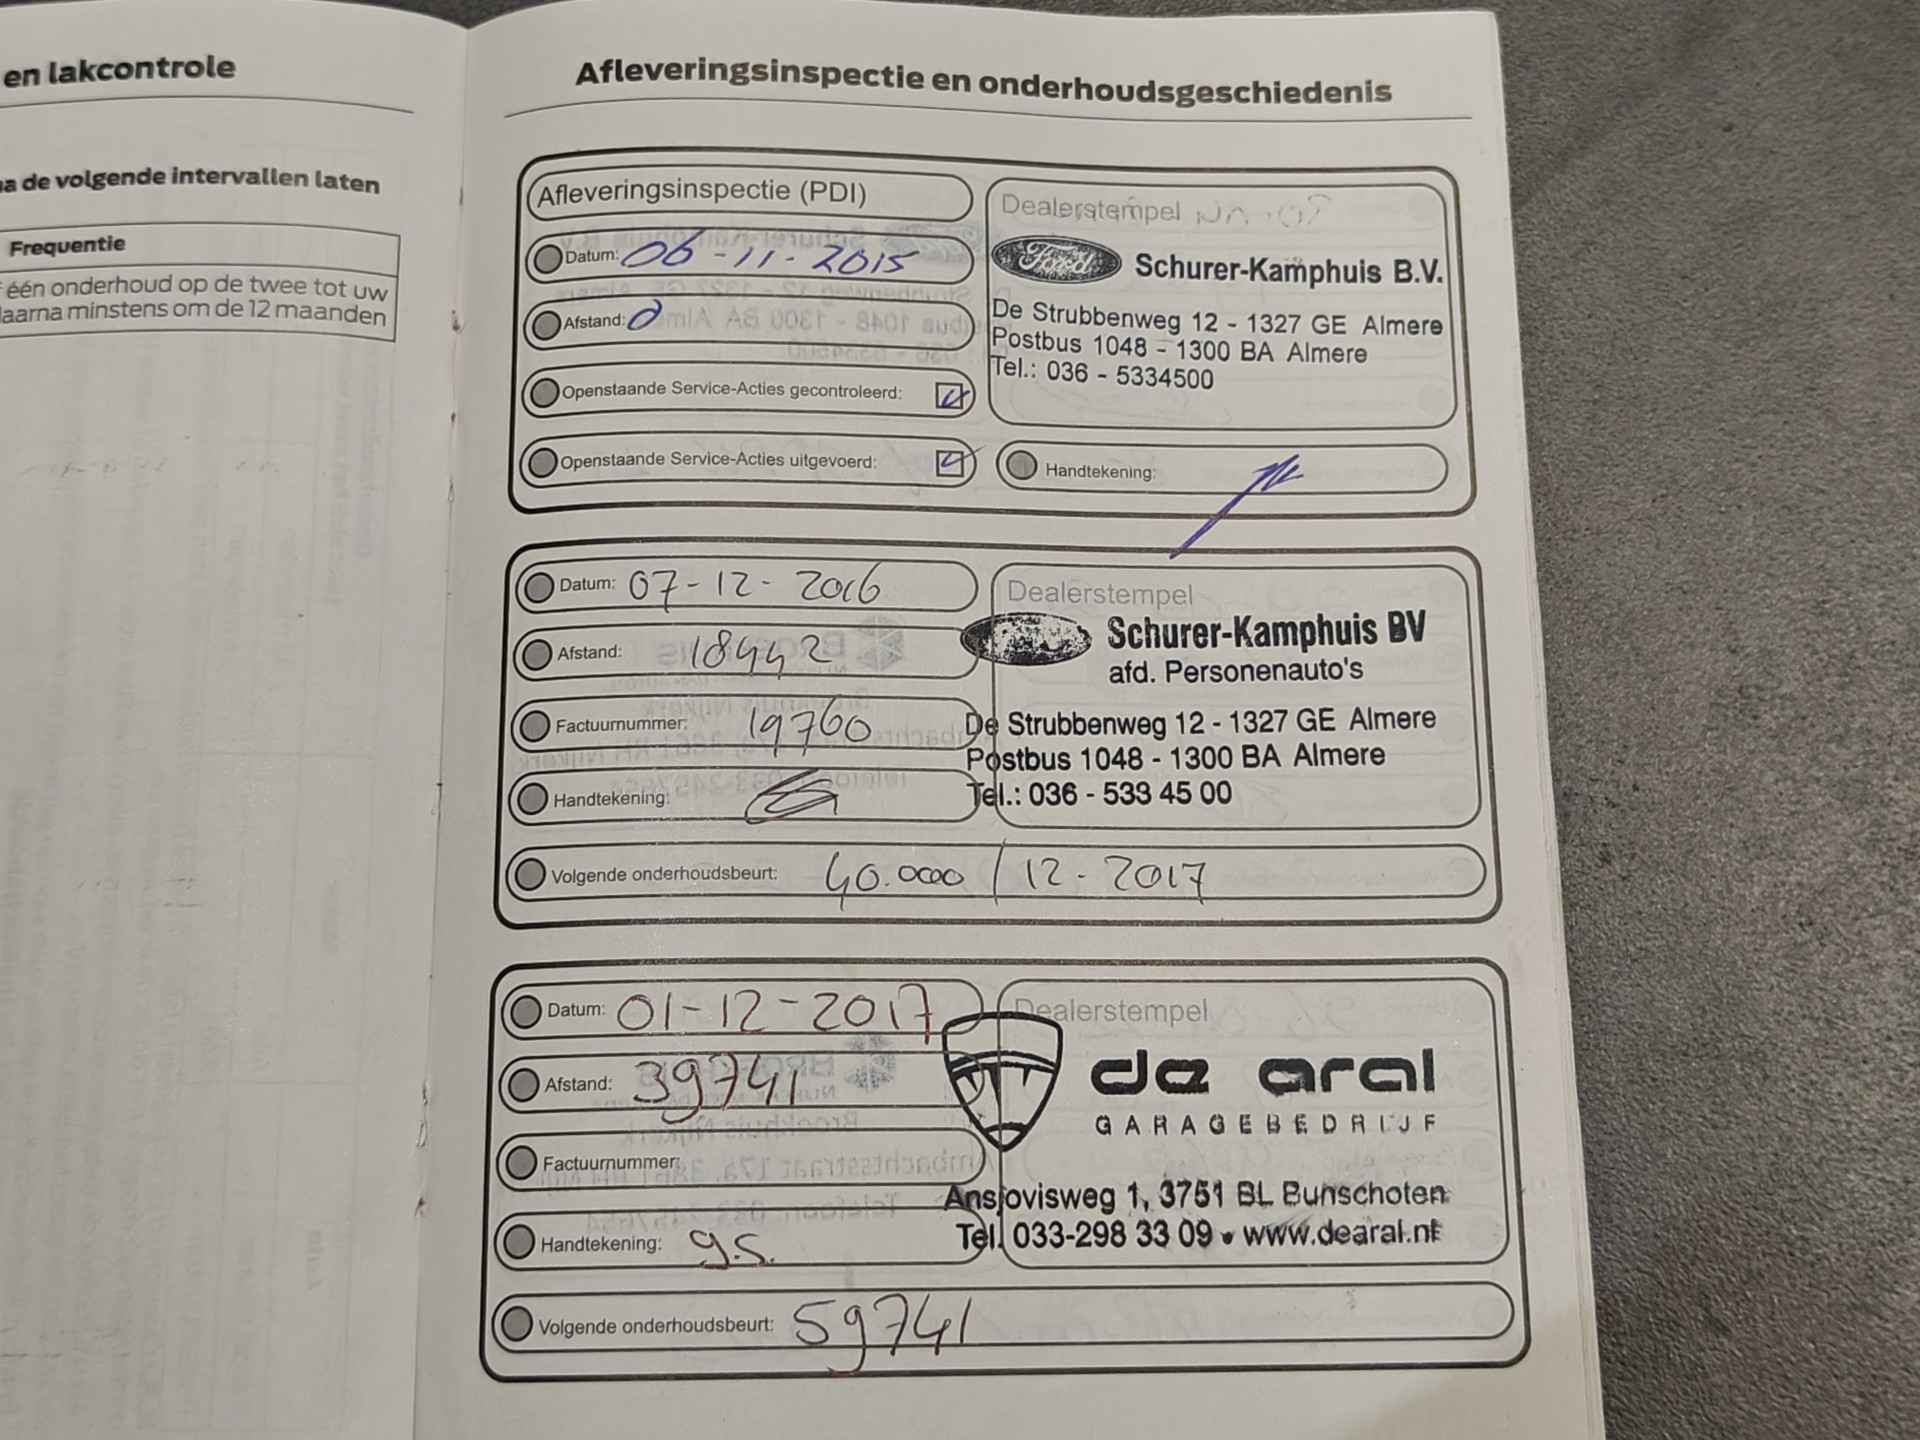 en lakcontrole
na de volgende intervallen laten
Frequentie
één onderhoud op de twee tot uw
daarna minstens om de 12 maanden
Afleveringsinspectie en onderhoudsgeschiedenis
Afleveringsinspectie (PDI)
Datum: 06-11-2015
Afstand: 0
Openstaande Service-Acties gecontroleerd:
Openstaande Service-Acties uitgevoerd:
Dealerstempel
Ford
Schurer-Kamphuis B.V.
De Strubbenweg 12 - 1327 GE Almere
Postbus 1048 - 1300 BA Almere
Tel.: 036 - 5334500
Handtekening:
Datum: 07-12-2016
Afstand: 18442
Factuurnummer: 19760
Handtekening:
Dealerstempel
Schurer-Kamphuis BV
afd. Personenauto's
De Strubbenweg 12 - 1327 GE Almere
Postbus 1048 - 1300 BA Almere
Tel.: 036 - 533 45 00
Volgende onderhoudsbeurt: 40.000 / 12-2017
Datum: 01-12-2017
Afstand: 39741
Factuurnummer:
Handtekening: g.s.
Dealerstempel
de aral
GARAGEBEDRIJF
Ansjovisweg 1, 3751 BL Bunschoten
Tel. 033-298 33 09 • www.dearal.nl
Volgende onderhoudsbeurt: 59741